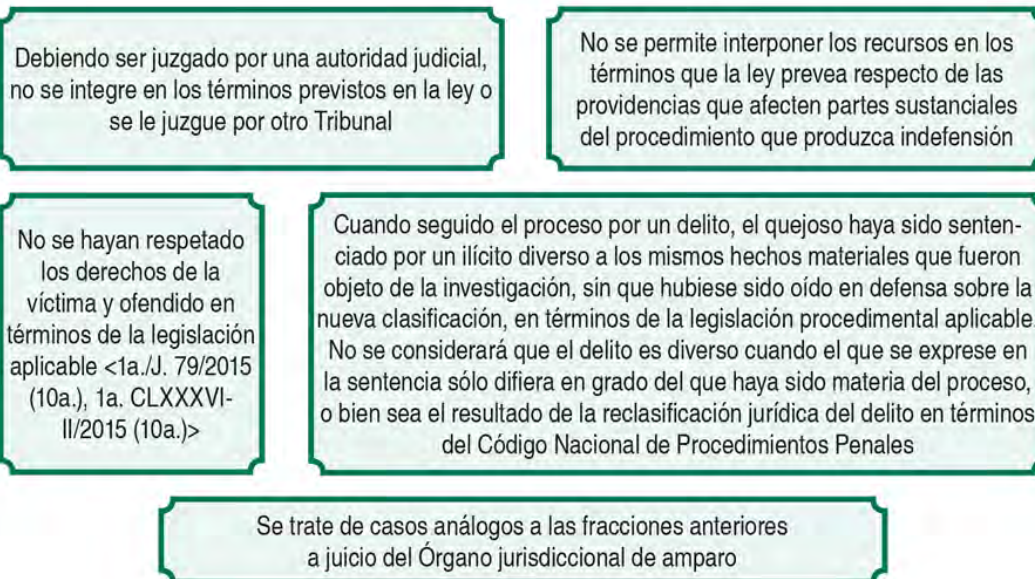 Debiendo ser juzgado por una autoridad judicial,
no se integre en los términos previstos en la ley o
se le juzgue por otro Tribunal
No se permite interponer los recursos en los
términos que la ley prevea respecto de las
providencias que afecten partes sustanciales
del procedimiento que produzca indefensión
No se hayan respetado
los derechos de la
víctima y ofendido en
términos de la legislación
aplicable <1a./J. 79/2015
(10a.), 1a. CLXXXVI-
II/2015 (10a.)>
Cuando seguido el proceso por un delito, el quejoso haya sido senten-
ciado por un ilícito diverso a los mismos hechos materiales que fueron
objeto de la investigación, sin que hubiese sido oído en defensa sobre la
nueva clasificación, en términos de la legislación procedimental aplicable
No se considerará que el delito es diverso cuando el que se exprese en
la sentencia sólo difiera en grado del que haya sido materia del proceso,
o bien sea el resultado de la reclasificación jurídica del delito en términos
del Código Nacional de Procedimientos Penales
Se trate de casos análogos a las fracciones anteriores
a juicio del Órgano jurisdiccional de amparo